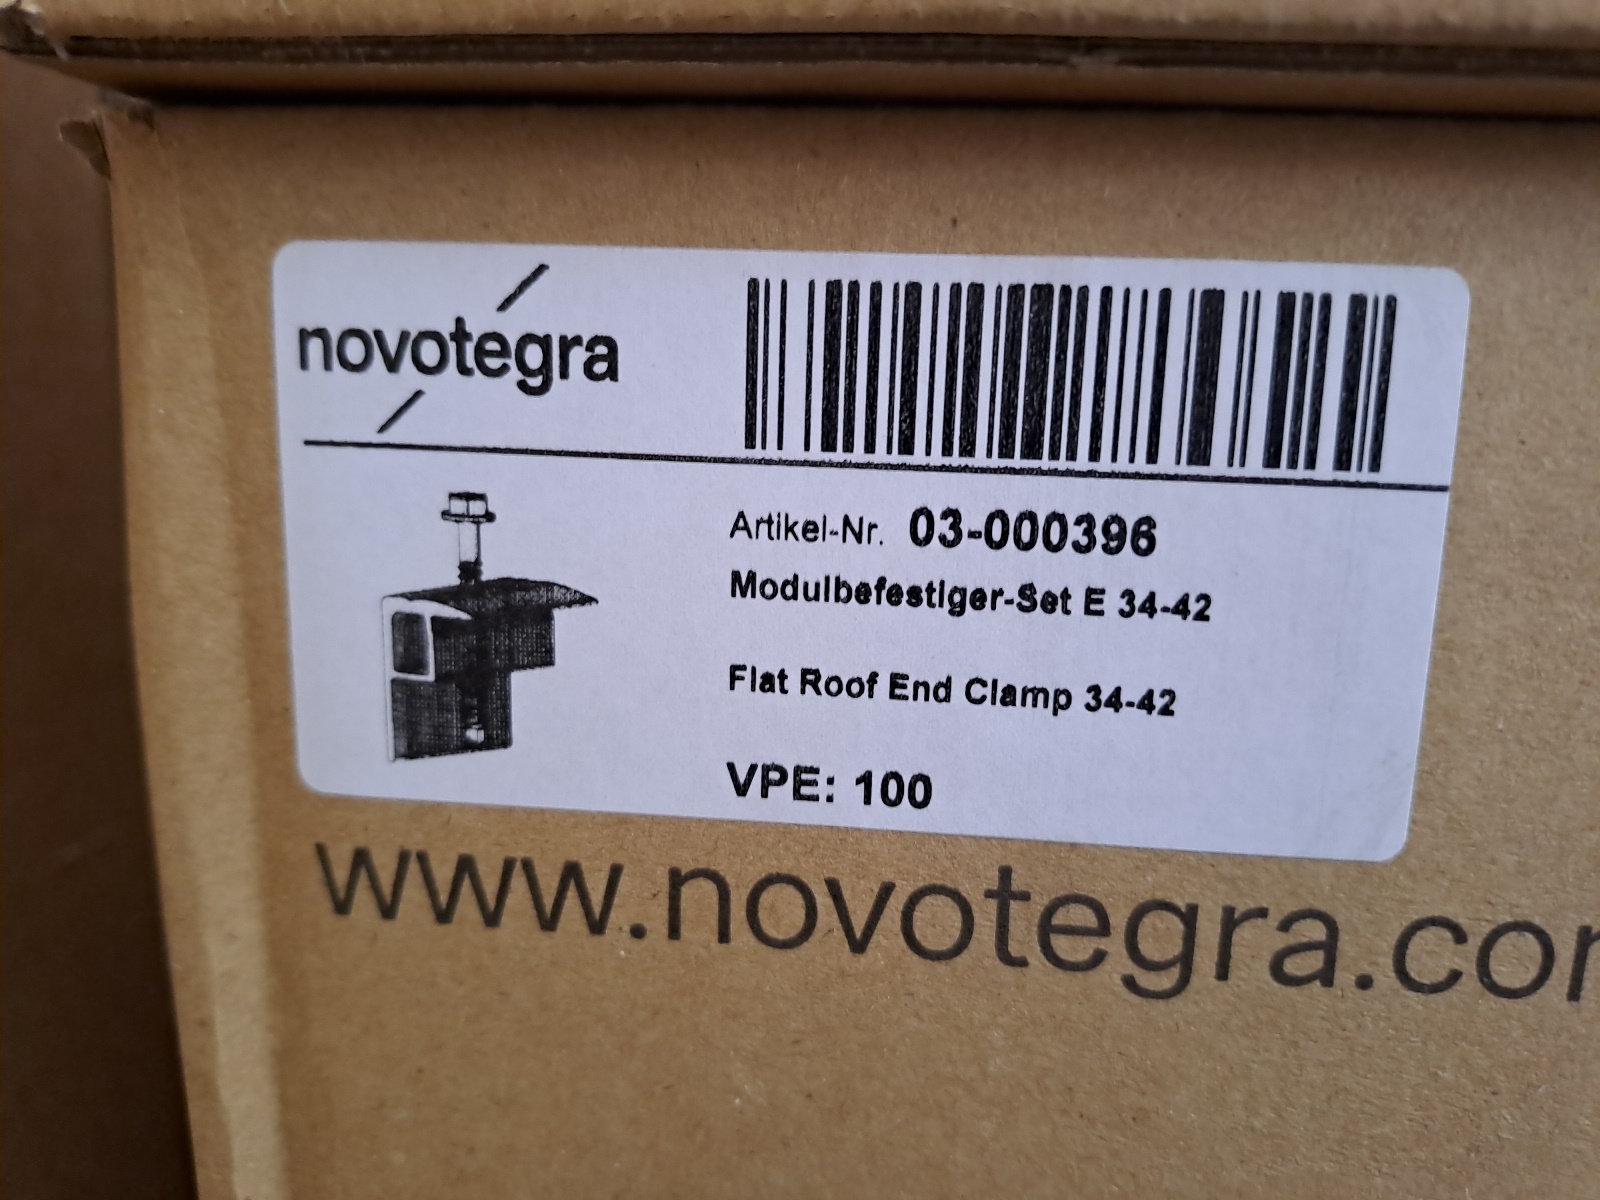 novotegra
Artikel-Nr. 03-000396
Modulbefestiger-Set E 34-42
Flat Roof End Clamp 34-42
VPE: 100
www.novotegra.com